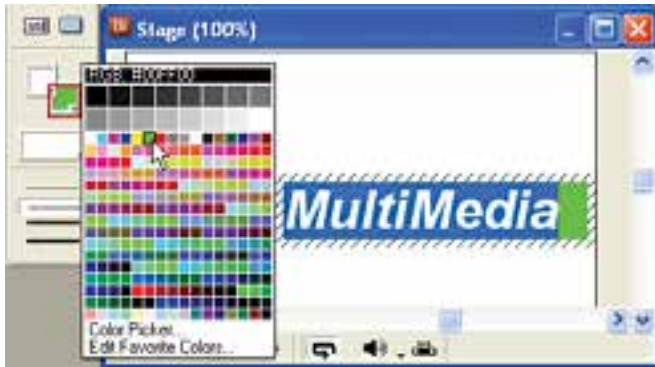 Stage (100%)
RGB #00FF00
MultiMedia
Color Picker...
Edit Favorite Colors...